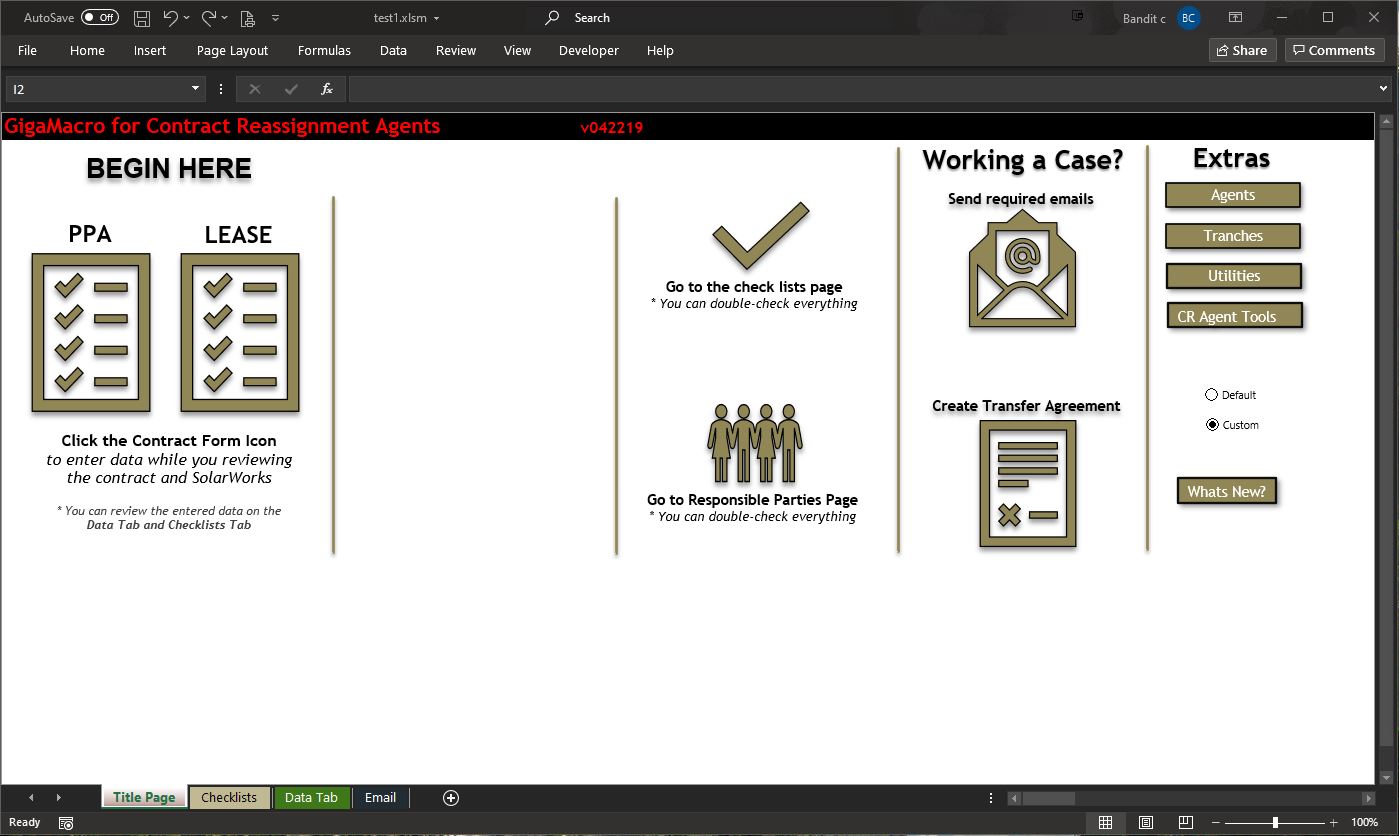 AutoSave Off test1.xlsm Search Bandit c BC
File Home Insert Page Layout Formulas Data Review View Developer Help Share Comments
I2 fx
GigaMacro for Contract Reassignment Agents v042219
BEGIN HERE
PPA LEASE
Click the Contract Form Icon
to enter data while you reviewing
the contract and SolarWorks
* You can review the entered data on the
Data Tab and Checklists Tab
Go to the check lists page
* You can double-check everything
Go to Responsible Parties Page
* You can double-check everything
Working a Case?
Send required emails
@
Create Transfer Agreement
Extras
Agents
Tranches
Utilities
CR Agent Tools
Default
Custom
Whats New?
Title Page Checklists Data Tab Email
Ready 100%